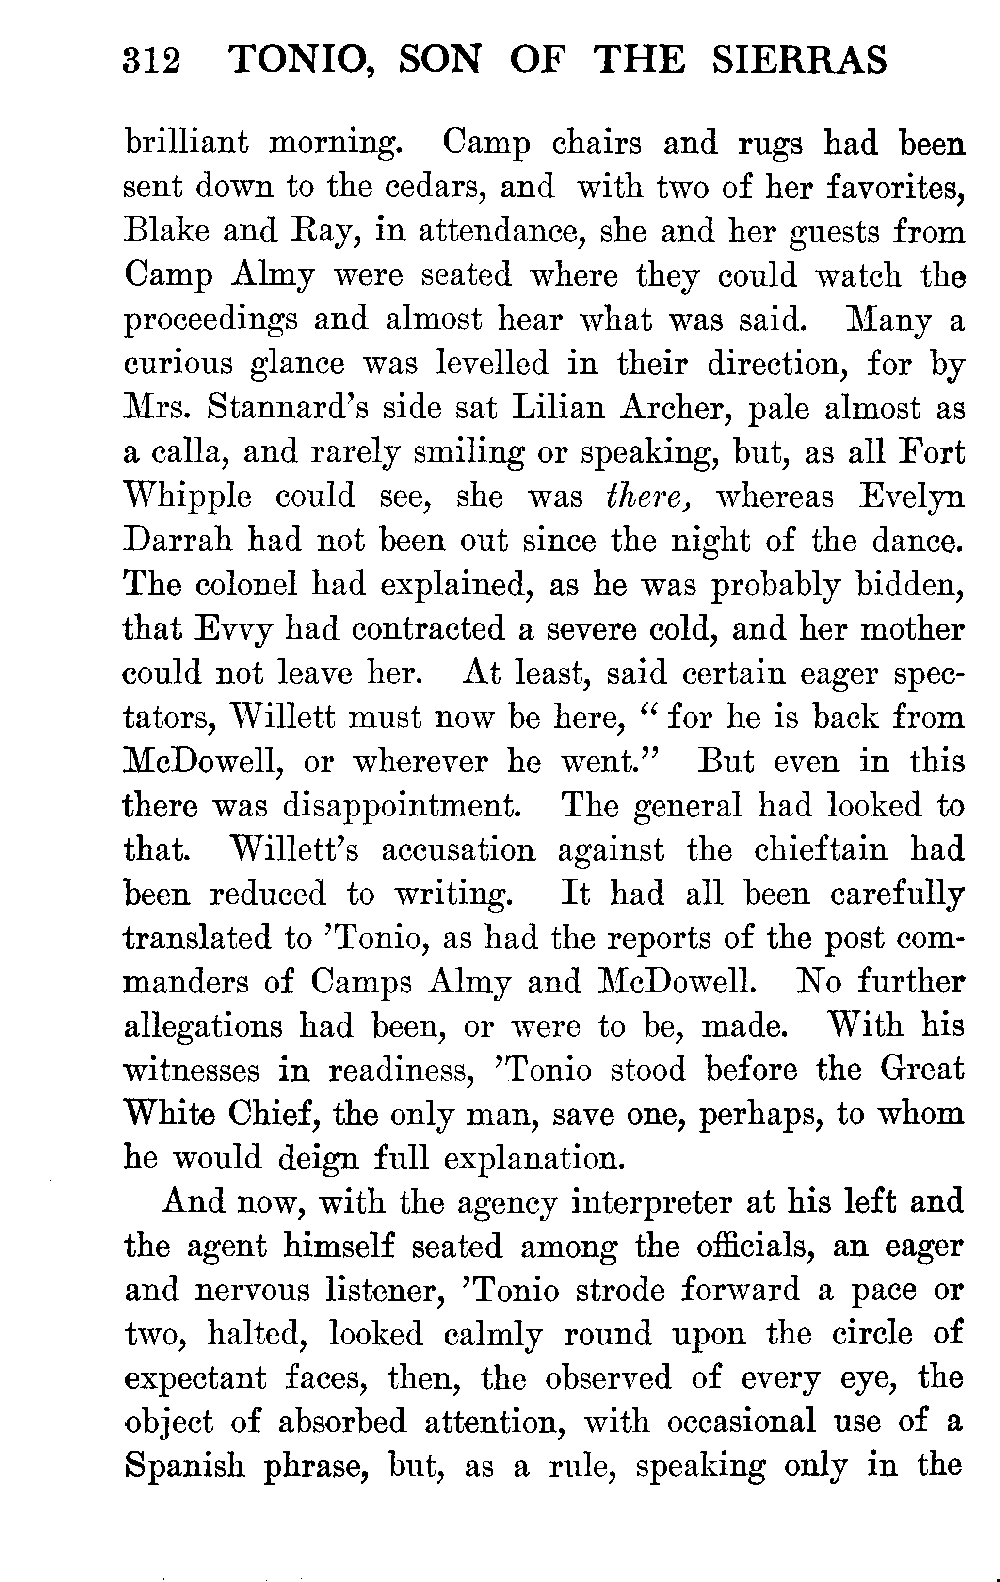 312 TONIO, SON OF THE SIERRAS
brilliant morning. Camp chairs and rugs had been
sent down to the cedars, and with two of her favorites,
Blake and Ray, in attendance, she and her guests from
Camp Almy were seated where they could watch the
proceedings and almost hear what was said. Many a
curious glance was levelled in their direction, for by
Mrs. Stannard’s side sat Lilian Archer, pale almost as
a calla, and rarely smiling or speaking, but, as all Fort
Whipple could see, she was there, whereas Evelyn
Darrah had not been out since the night of the dance.
The colonel had explained, as he was probably bidden,
that Evvy had contracted a severe cold, and her mother
could not leave her. At least, said certain eager spec-
tators, Willett must now be here, “for he is back from
McDowell, or wherever he went.” But even in this
there was disappointment. The general had looked to
that. Willett’s accusation against the chieftain had
been reduced to writing. It had all been carefully
translated to ’Tonio, as had the reports of the post com-
manders of Camps Almy and McDowell. No further
allegations had been, or were to be, made. With his
witnesses in readiness, ’Tonio stood before the Great
White Chief, the only man, save one, perhaps, to whom
he would deign full explanation.
And now, with the agency interpreter at his left and
the agent himself seated among the officials, an eager
and nervous listener, ’Tonio strode forward a pace or
two, halted, looked calmly round upon the circle of
expectant faces, then, the observed of every eye, the
object of absorbed attention, with occasional use of a
Spanish phrase, but, as a rule, speaking only in the